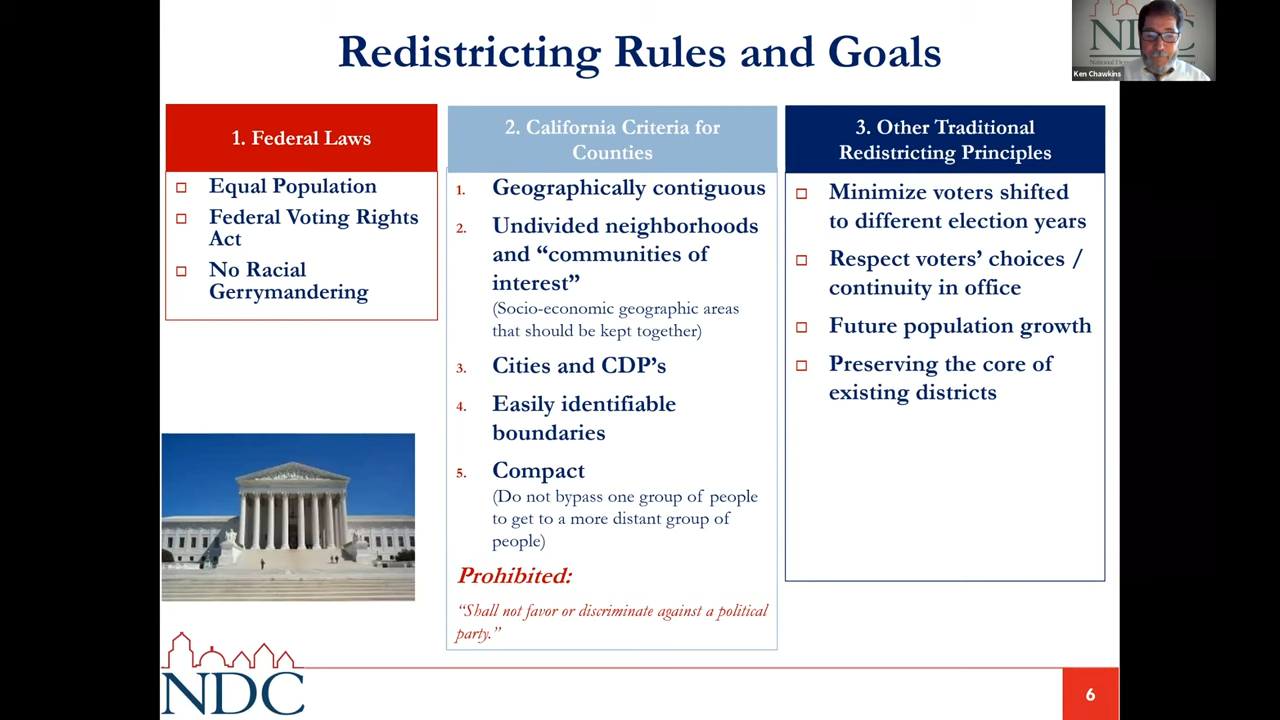 Redistricting Rules and Goals
NDC
Ken Chawkins
1. Federal Laws
Equal Population
Federal Voting Rights
Act
No Racial
Gerrymandering
2. California Criteria for
Counties
1. Geographically contiguous
2. Undivided neighborhoods
and “communities of
interest”
(Socio-economic geographic areas
that should be kept together)
3. Cities and CDP’s
4. Easily identifiable
boundaries
5. Compact
(Do not bypass one group of people
to get to a more distant group of
people)
Prohibited:
“Shall not favor or discriminate against a political
party.”
3. Other Traditional
Redistricting Principles
Minimize voters shifted
to different election years
Respect voters’ choices /
continuity in office
Future population growth
Preserving the core of
existing districts
NDC
6